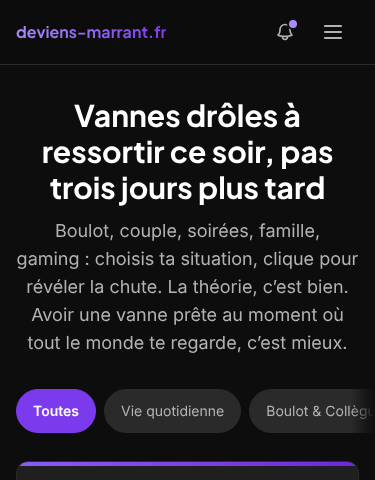 deviens-marrant.fr
Vannes drôles à
ressortir ce soir, pas
trois jours plus tard
Boulot, couple, soirées, famille,
gaming : choisis ta situation, clique pour
révéler la chute. La théorie, c’est bien.
Avoir une vanne prête au moment où
tout le monde te regarde, c’est mieux.
Toutes Vie quotidienne Boulot &